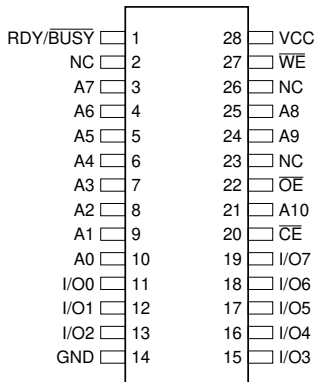 RDY/BUSY 1 28 VCC
NC 2 27 WE
A7 3 26 NC
A6 4 25 A8
A5 5 24 A9
A4 6 23 NC
A3 7 22 OE
A2 8 21 A10
A1 9 20 CE
A0 10 19 I/O7
I/O0 11 18 I/O6
I/O1 12 17 I/O5
I/O2 13 16 I/O4
GND 14 15 I/O3